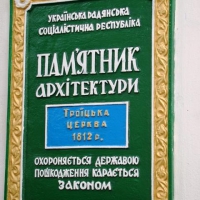 УКРАЇНСЬКА РАДЯНСЬКА
СОЦІАЛІСТИЧНА РЕСПУБЛІКА
ПАМ'ЯТНИК
АРХІТЕКТУРИ
ТРОЇЦЬКА
ЦЕРКВА
1812 р.
ОХОРОНЯЄТЬСЯ ДЕРЖАВОЮ
ПОШКОДЖЕННЯ КАРАЄТЬСЯ
ЗАКОНОМ